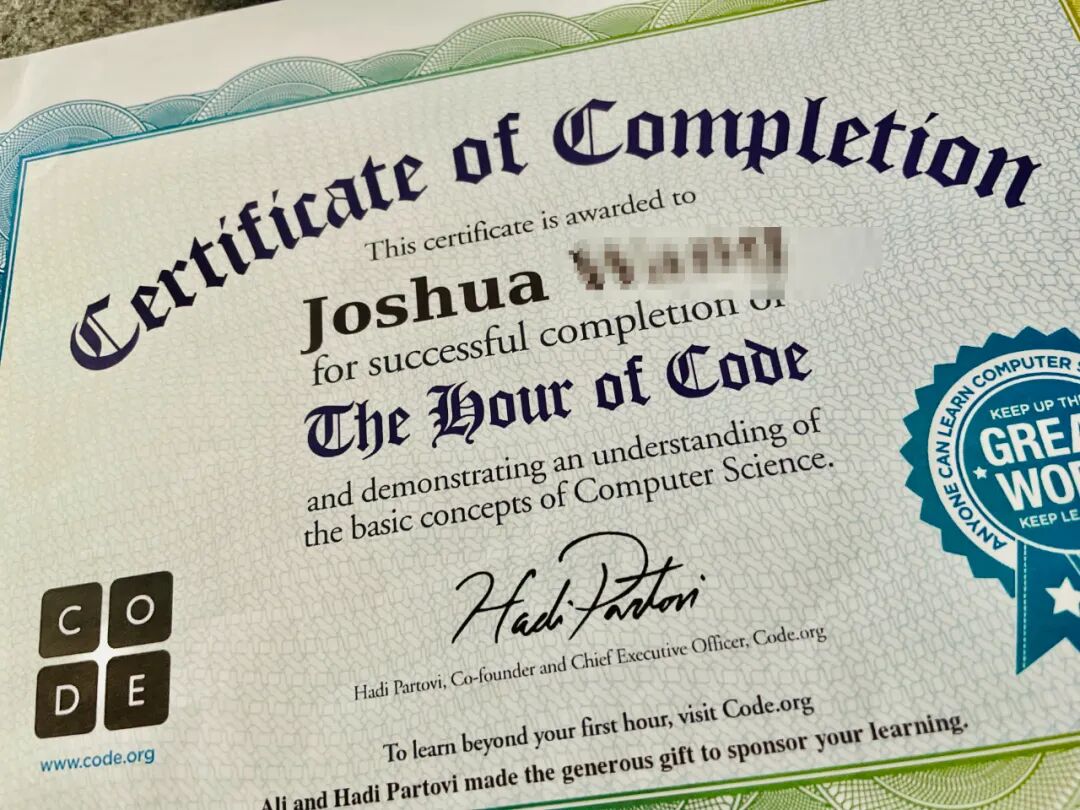 Certificate of Completion
This certificate is awarded to
Joshua
for successful completion of
The Hour of Code
and demonstrating an understanding of
the basic concepts of Computer Science.
Hadi Partovi
Hadi Partovi, Co-founder and Chief Executive Officer, Code.org
To learn beyond your first hour, visit Code.org
Ali and Hadi Partovi made the generous gift to sponsor your learning.
C O
D E
www.code.org
ANYONE CAN LEARN COMPUTER
KEEP UP THE
GREA
WOR
KEEP LE